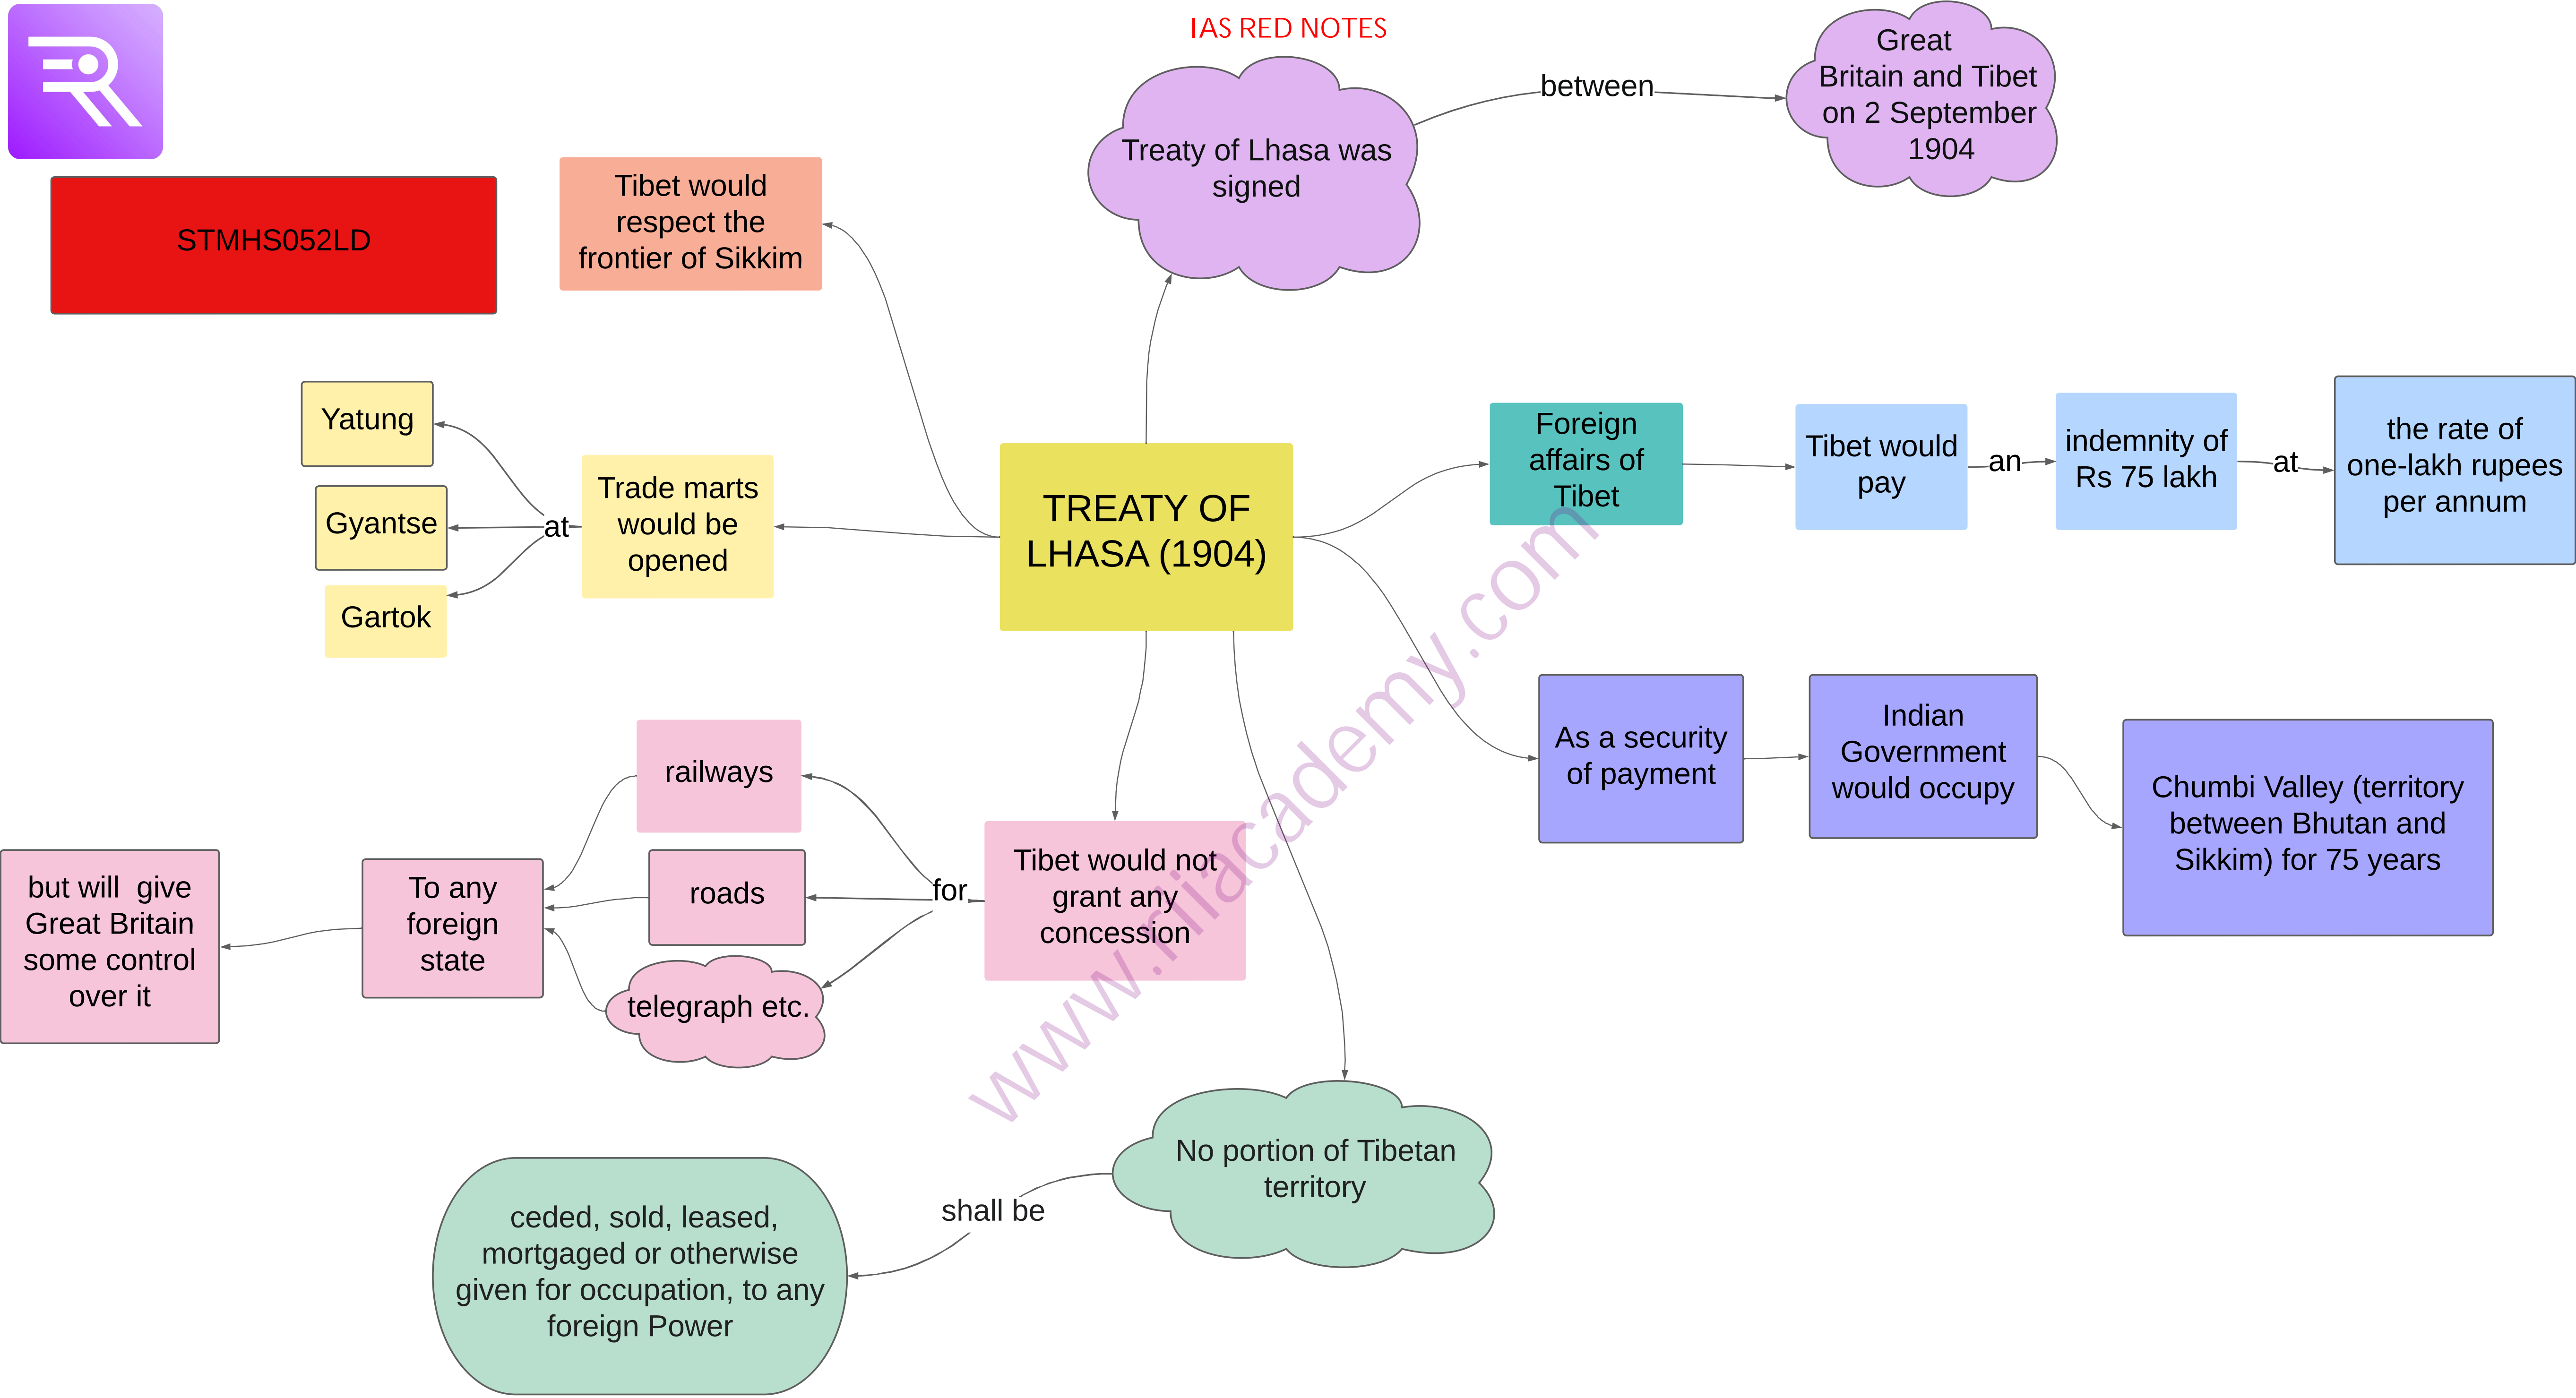 IAS RED NOTES
Treaty of Lhasa was
signed
between
Great
Britain and Tibet
on 2 September
1904
STMHS052LD
Tibet would
respect the
frontier of Sikkim
TREATY OF
LHASA (1904)
Trade marts
would be
opened
at
Yatung
Gyantse
Gartok
Foreign
affairs of
Tibet
Tibet would
pay
an
indemnity of
Rs 75 lakh
at
the rate of
one-lakh rupees
per annum
As a security
of payment
Indian
Government
would occupy
Chumbi Valley (territory
between Bhutan and
Sikkim) for 75 years
Tibet would not
grant any
concession
for
railways
roads
telegraph etc.
To any
foreign
state
but will  give
Great Britain
some control
over it
No portion of Tibetan
territory
shall be
ceded, sold, leased,
mortgaged or otherwise
given for occupation, to any
foreign Power